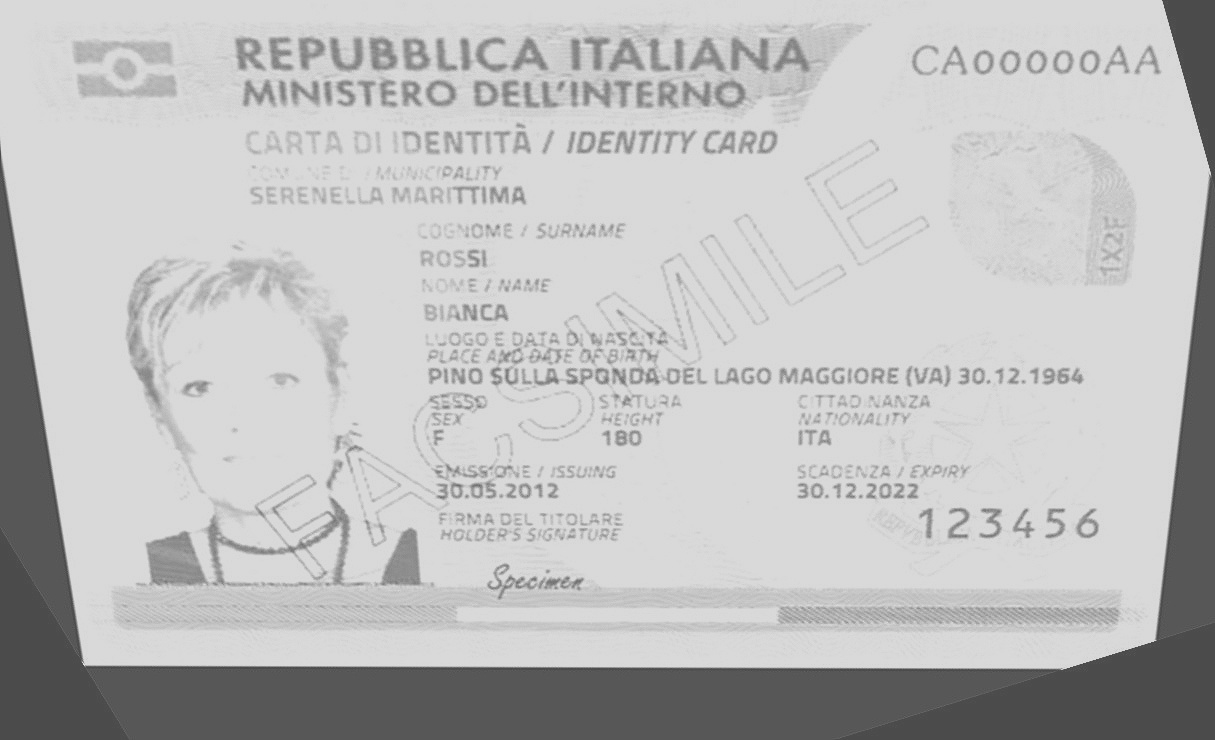 REPUBBLICA ITALIANA
CA00000AA
MINISTERO DELL'INTERNO
CARTA DI IDENTITÀ / IDENTITY CARD
COMUNE DI / MUNICIPALITY
SERENELLA MARITTIMA
COGNOME / SURNAME
ROSSI
NOME / NAME
BIANCA
LUOGO E DATA DI NASCITA
PLACE AND DATE OF BIRTH
PINO SULLA SPONDA DEL LAGO MAGGIORE (VA) 30.12.1964
SESSO STATURA CITTADINANZA
SEX HEIGHT NATIONALITY
F 180 ITA
EMISSIONE / ISSUING SCADENZA / EXPIRY
30.05.2012 30.12.2022
123456
FIRMA DEL TITOLARE
HOLDER'S SIGNATURE
Specimen
FACSIMILE
1X2F